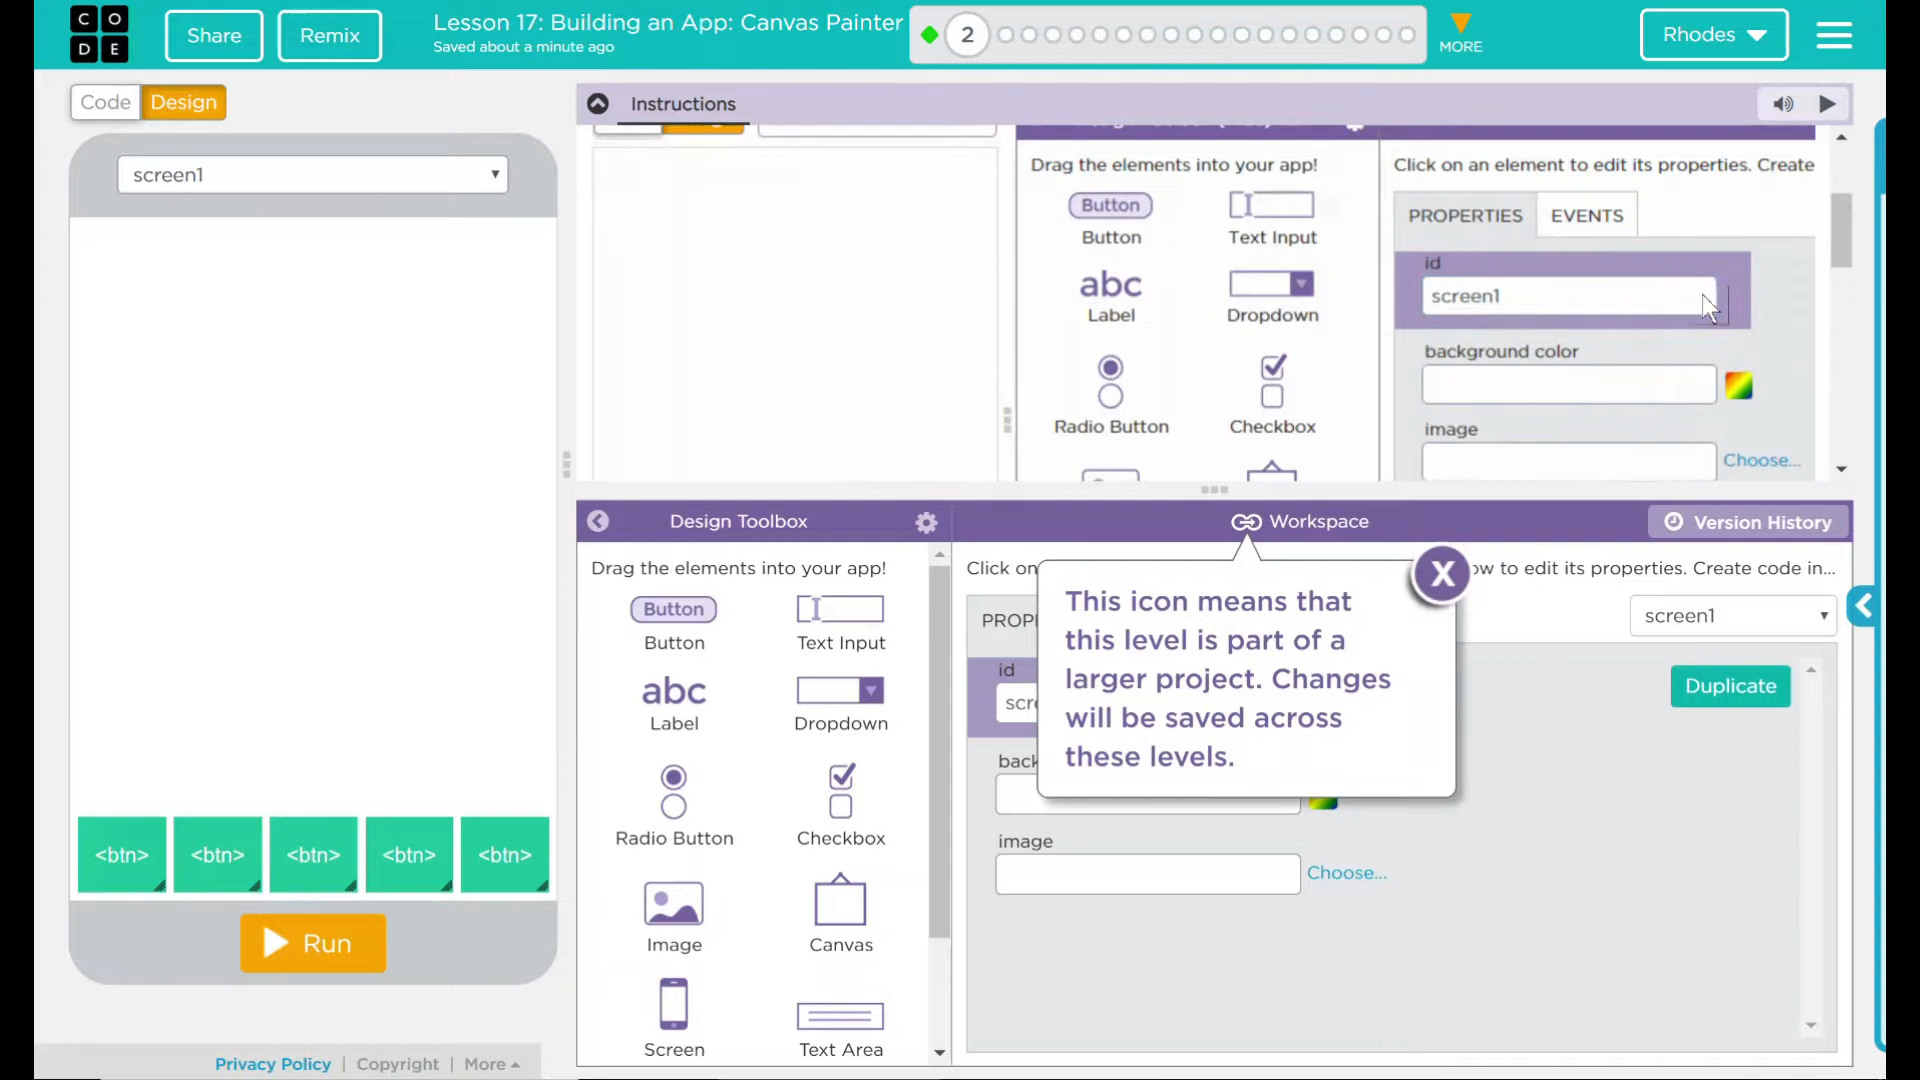 C O
D E
Share
Remix
Lesson 17: Building an App: Canvas Painter
Saved about a minute ago
2
MORE
Rhodes
Code
Design
screen1
<btn>
<btn>
<btn>
<btn>
<btn>
Run
Privacy Policy | Copyright | More
Instructions
Drag the elements into your app!
Button
Button
Text Input
abc
Label
Dropdown
Radio Button
Checkbox
Click on an element to edit its properties. Create
PROPERTIES
EVENTS
id
screen1
background color
image
Choose...
Design Toolbox
Drag the elements into your app!
Button
Button
Text Input
abc
Label
Dropdown
Radio Button
Checkbox
Image
Canvas
Screen
Text Area
Workspace
Version History
Click on
ow to edit its properties. Create code in...
PROP
screen1
id
scr
Duplicate
back
image
Choose...
This icon means that
this level is part of a
larger project. Changes
will be saved across
these levels.
X